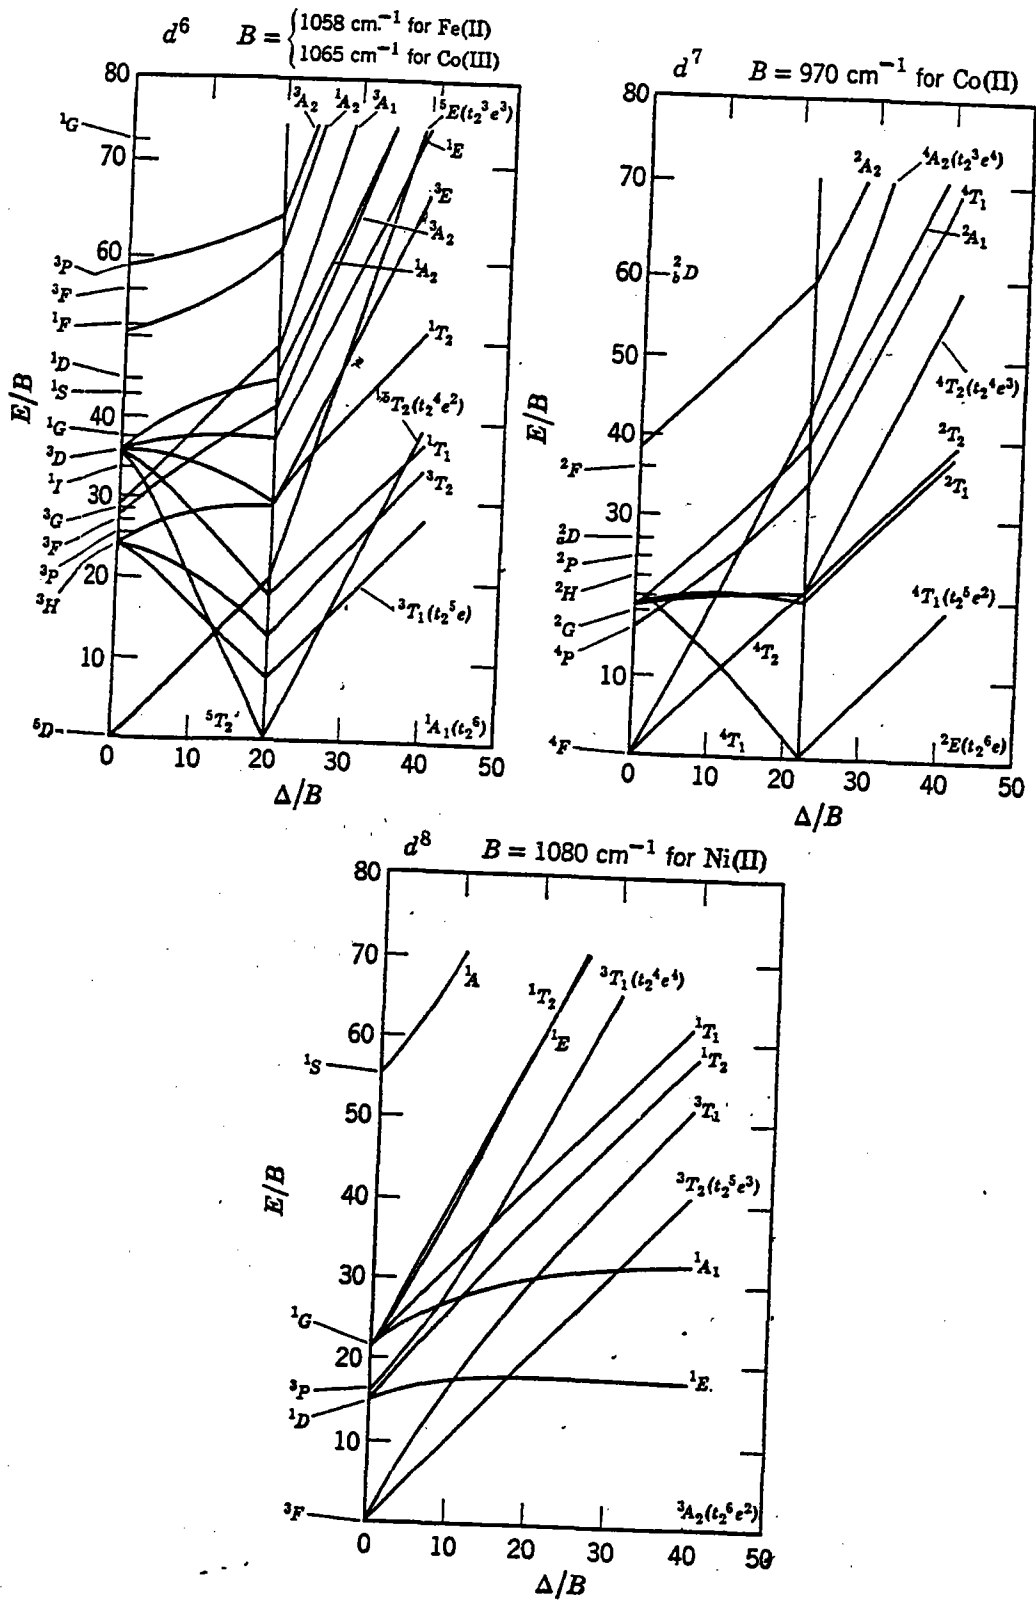 d⁶ B = { 1058 cm.⁻¹ for Fe(II)
1065 cm⁻¹ for Co(III)
80
70
60
40
30
20
10
E/B
¹G
³P
³F
¹F
¹D
¹S
¹G
³D
¹I
³G
³F
³P
³H
⁵D
³A₂ ¹A₂ ³A₁ ⁵E(t₂³e³)
¹E
³E
³A₂
¹A₂
¹T₂
⁵T₂(t₂⁴e²)
¹T₁
³T₂
³T₁(t₂⁵e)
⁵T₂ ¹A₁(t₂⁶)
0 10 20 30 40 50
Δ/B
d⁷ B = 970 cm⁻¹ for Co(II)
80
70
60
50
40
30
10
E/B
²bD
²F
²aD
²P
²H
²G
⁴P
⁴F
²A₂ ⁴A₂(t₂³e⁴)
⁴T₁
²A₁
⁴T₂(t₂⁴e³)
²T₂
²T₁
⁴T₁(t₂⁵e²)
⁴T₂
⁴T₁ ²E(t₂⁶e)
0 10 20 30 40 50
Δ/B
d⁸ B = 1080 cm⁻¹ for Ni(II)
80
70
60
50
40
30
20
10
E/B
¹S
¹G
³P
¹D
³F
¹A
¹T₂ ³T₁(t₂⁴e⁴)
¹E
¹T₁
¹T₂
³T₁
³T₂(t₂⁵e³)
¹A₁
¹E.
³A₂(t₂⁶e²)
0 10 20 30 40 50
Δ/B